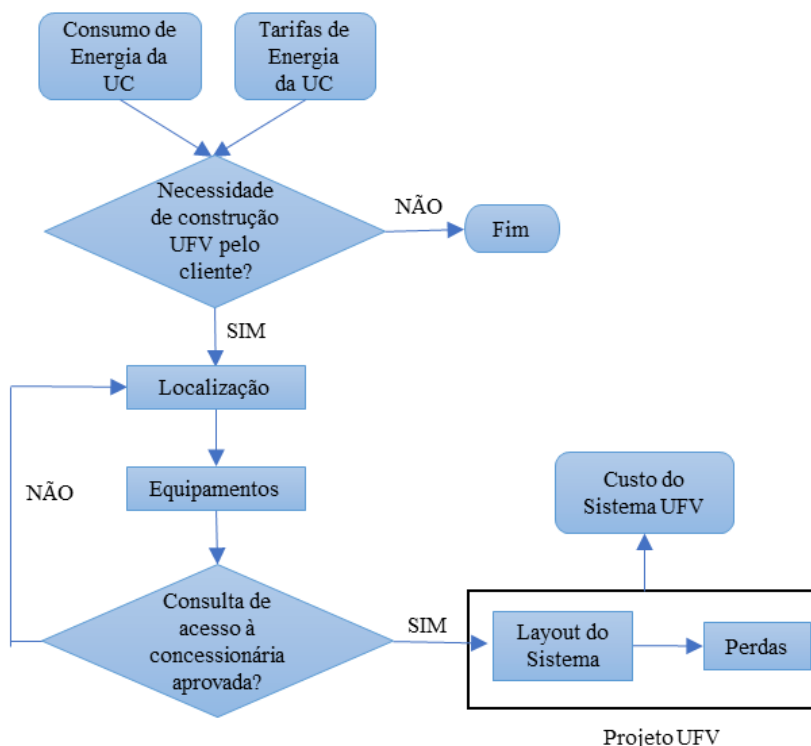 Consumo de
Energia da
UC
Tarifas de
Energia
da UC
Necessidade
de construção
UFV pelo
cliente?
NÃO
Fim
SIM
Localização
NÃO
Equipamentos
Custo do
Sistema UFV
Consulta de
acesso à
concessionária
aprovada?
SIM
Layout do
Sistema
Perdas
Projeto UFV